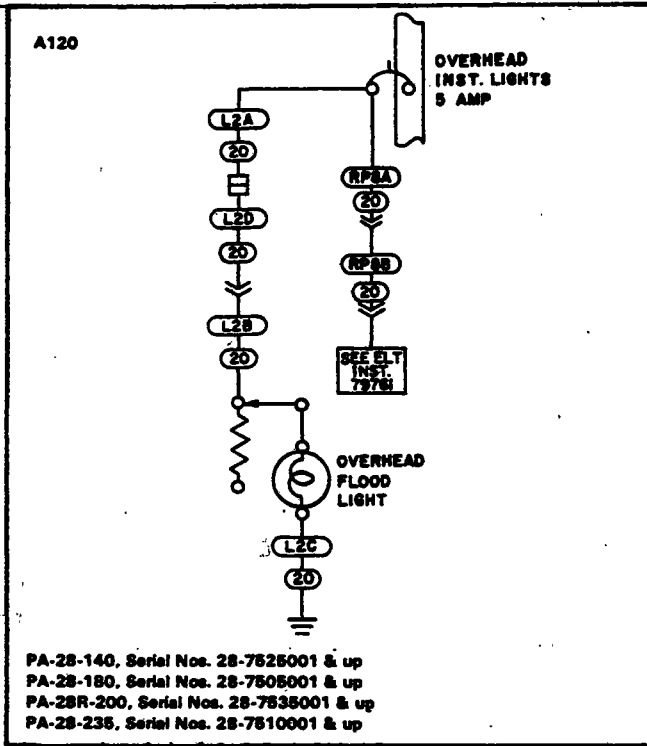 A120
OVERHEAD
INST. LIGHTS
5 AMP
L2A
20
RP8A
20
L2D
20
RP8B
20
L2B
20
SEE ELT
INST.
79761
OVERHEAD
FLOOD
LIGHT
L2C
20
PA-28-140, Serial Nos. 28-7525001 & up
PA-28-180, Serial Nos. 28-7505001 & up
PA-28R-200, Serial Nos. 28-7535001 & up
PA-28-235, Serial Nos. 28-7510001 & up